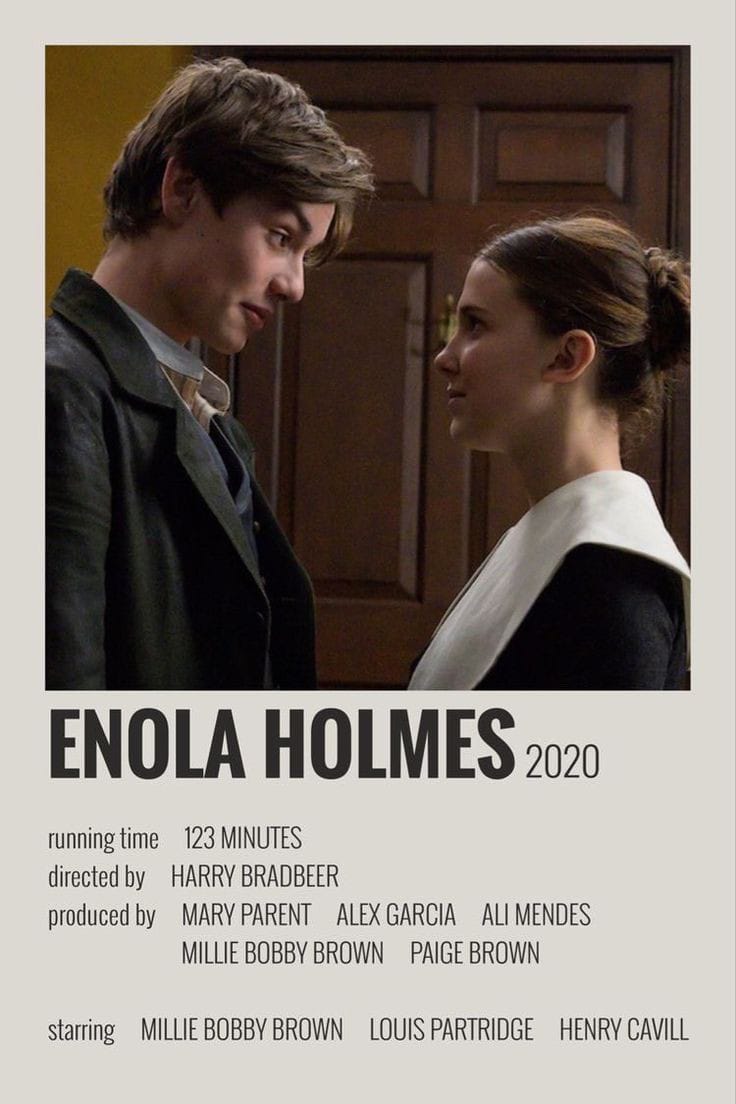 ENOLA HOLMES 2020
running time 123 MINUTES
directed by HARRY BRADBEER
produced by MARY PARENT ALEX GARCIA ALI MENDES
MILLIE BOBBY BROWN PAIGE BROWN
starring MILLIE BOBBY BROWN LOUIS PARTRIDGE HENRY CAVILL